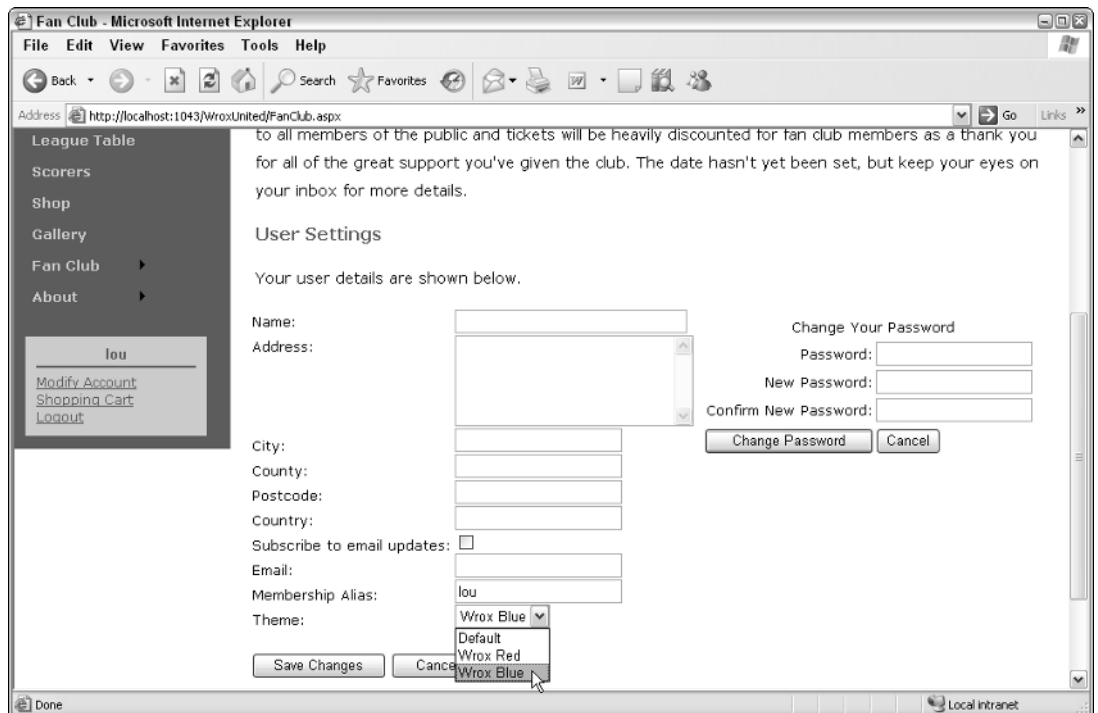 Fan Club - Microsoft Internet Explorer
File Edit View Favorites Tools Help
Back Search Favorites
Address http://localhost:1043/WroxUnited/FanClub.aspx Go Links »
League Table
Scorers
Shop
Gallery
Fan Club
About
lou
Modify Account
Shopping Cart
Logout
to all members of the public and tickets will be heavily discounted for fan club members as a thank you
for all of the great support you've given the club. The date hasn't yet been set, but keep your eyes on
your inbox for more details.
User Settings
Your user details are shown below.
Name:
Address:
City:
County:
Postcode:
Country:
Subscribe to email updates:
Email:
Membership Alias: lou
Theme: Wrox Blue
Default
Wrox Red
Wrox Blue
Save Changes Cance
Change Your Password
Password:
New Password:
Confirm New Password:
Change Password Cancel
Done Local intranet